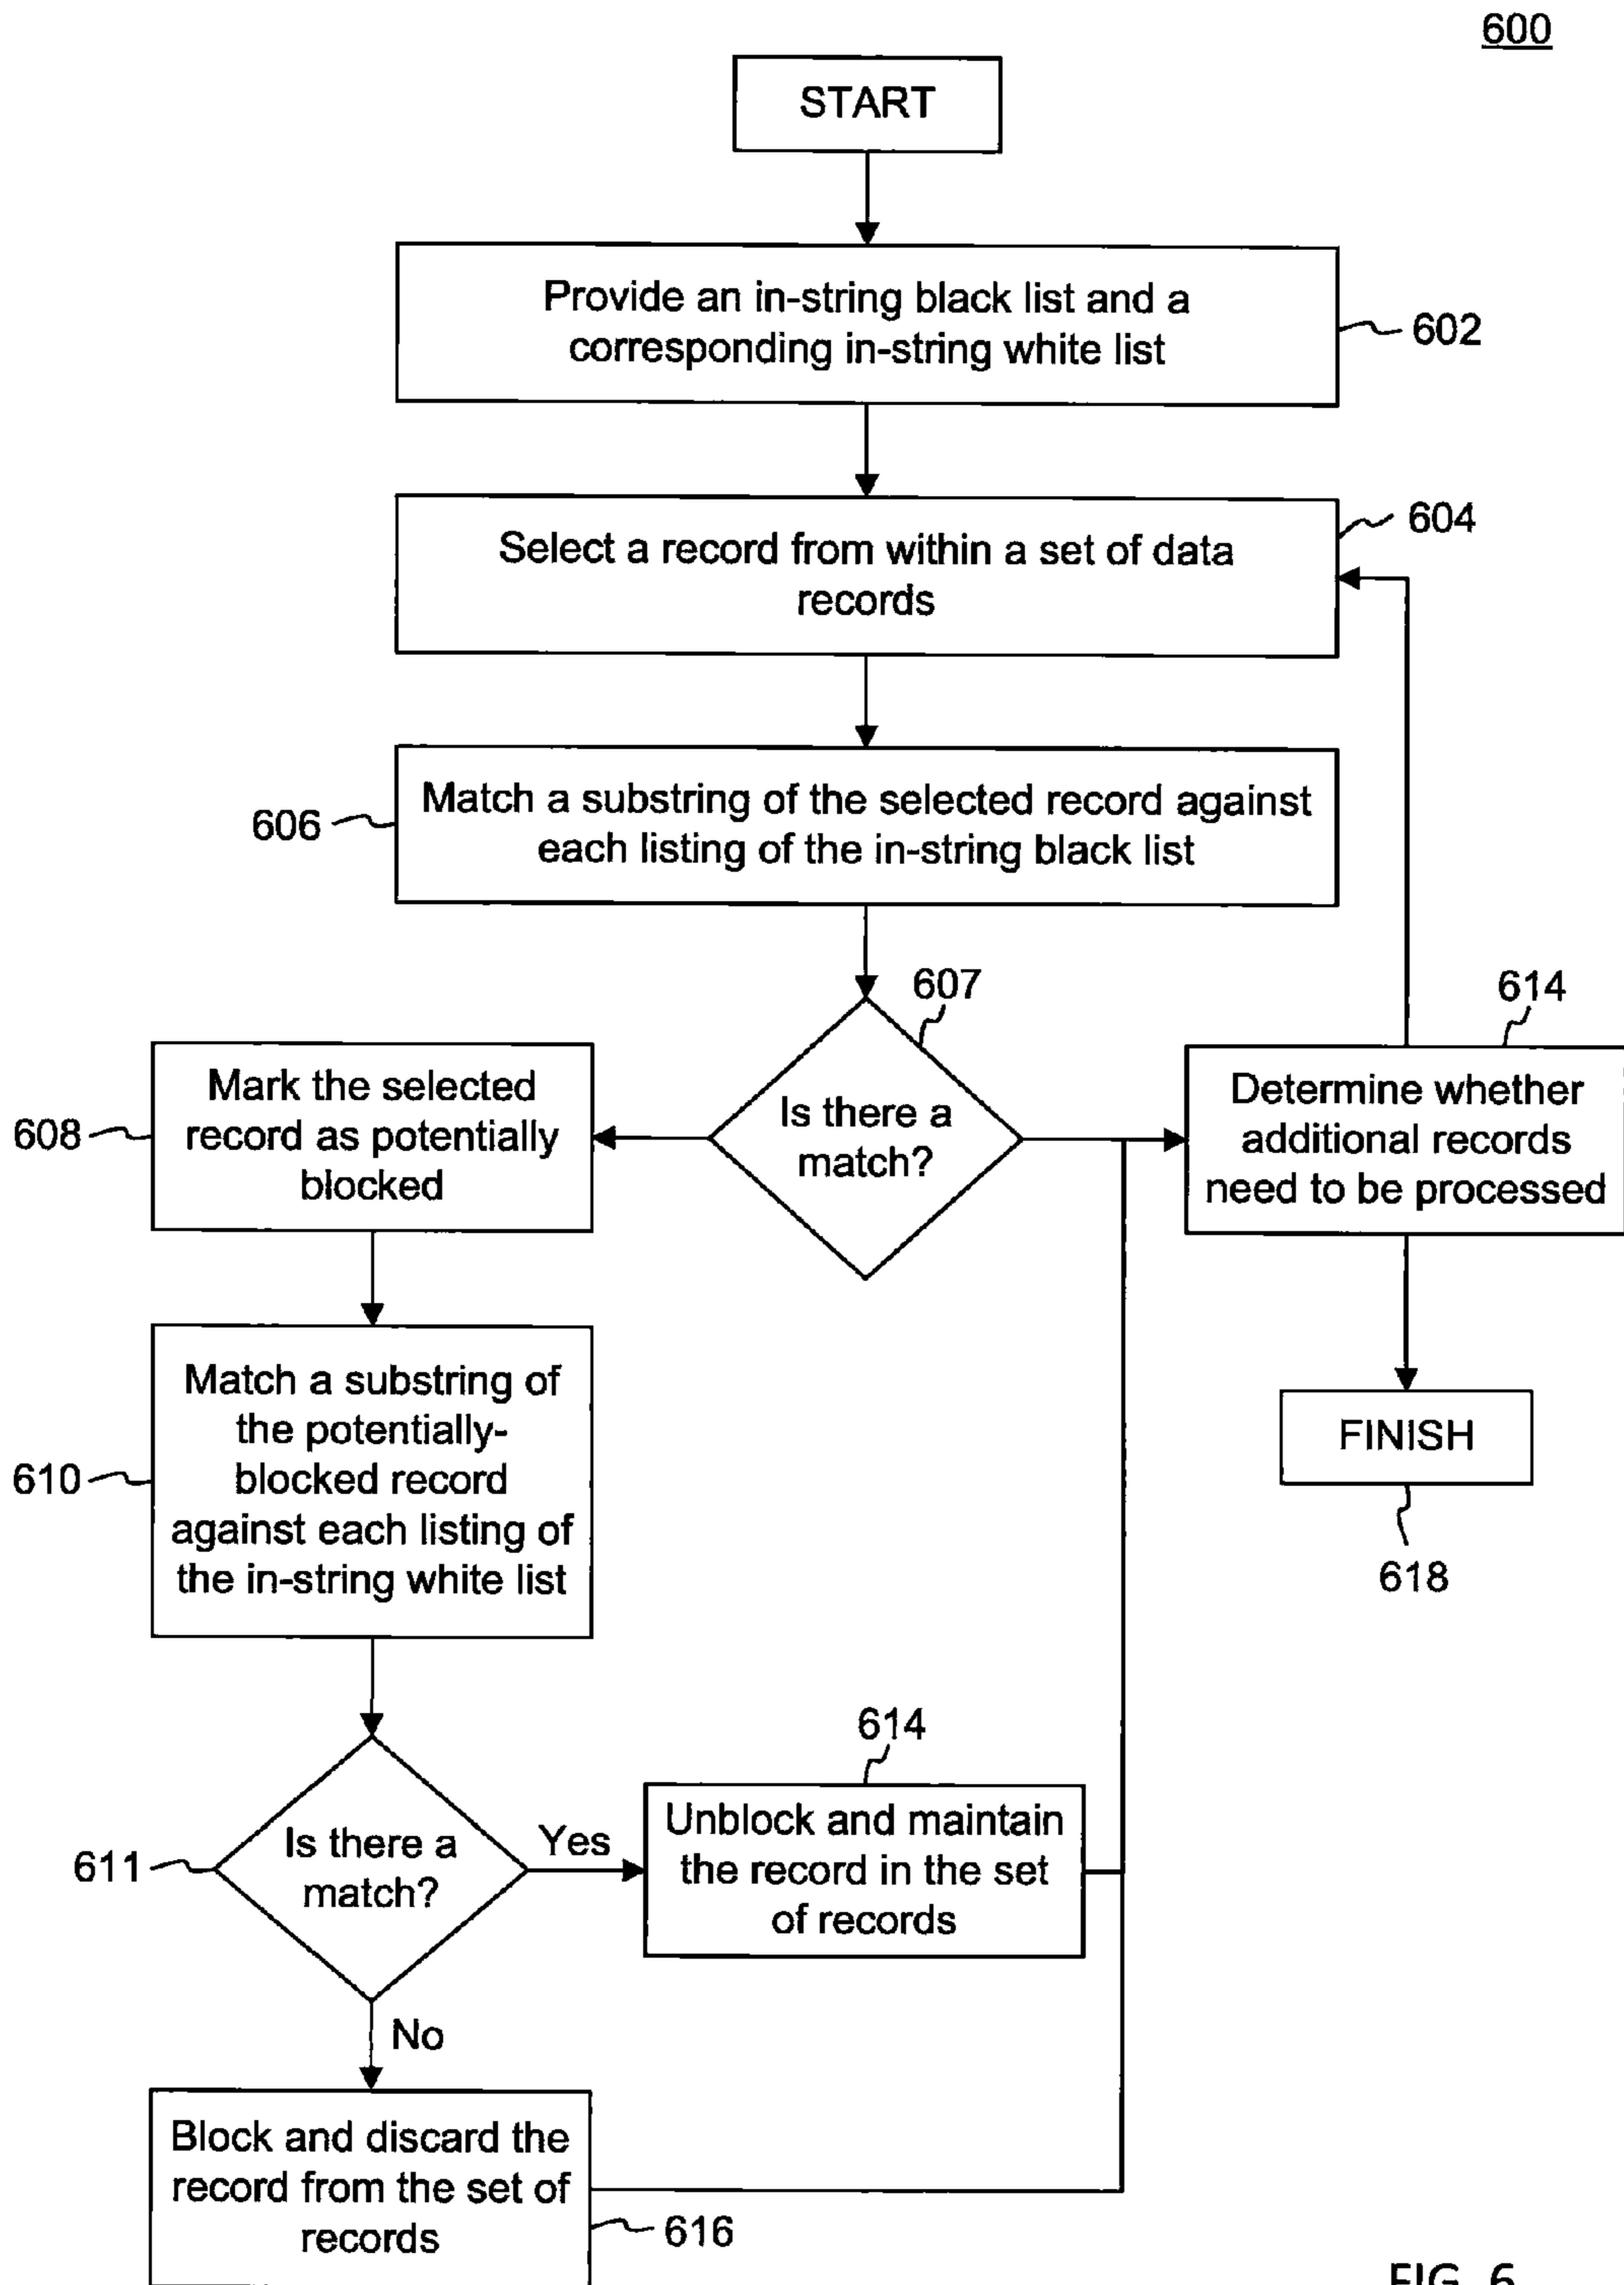 600
START
Provide an in-string black list and a
corresponding in-string white list
602
Select a record from within a set of data
records
604
Match a substring of the selected record against
each listing of the in-string black list
606
607
Is there a
match?
614
Determine whether
additional records
need to be processed
Mark the selected
record as potentially
blocked
608
Match a substring of
the potentially-
blocked record
against each listing of
the in-string white list
610
FINISH
618
Is there a
match?
611
Yes
614
Unblock and maintain
the record in the set
of records
No
Block and discard the
record from the set of
records
616
FIG. 6